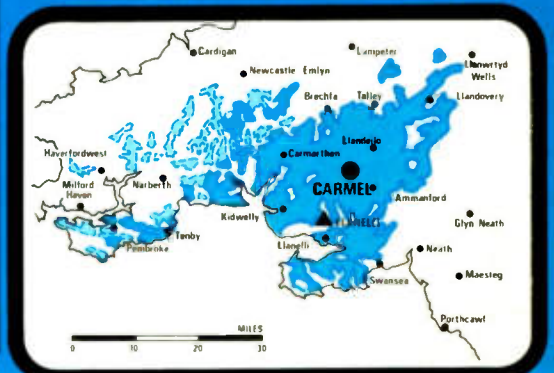 Cardigan
Lampeter
Newcastle Emlyn
Llanwrtyd
Wells
Brechfa
Talley
Llandovery
Llandeilo
Haverfordwest
Carmarthen
CARMEL
Milford
Haven
Narberth
Ammanford
Kidwelly
Glyn Neath
Tenby
Pembroke
Llanelli
Neath
Swansea
Maesteg
Porthcawl
MILES
0 10 20 30